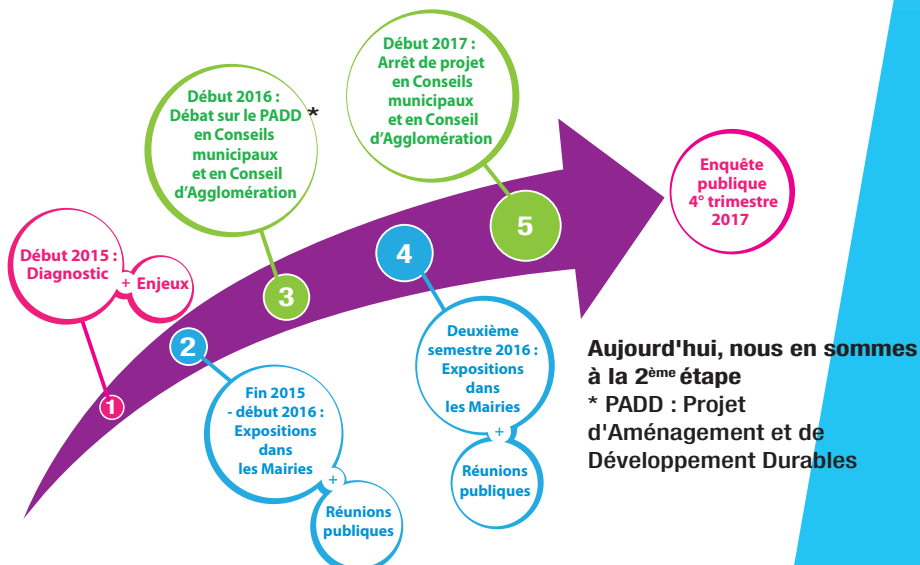 Début 2015 :
Diagnostic
+
Enjeux
1
2
Fin 2015
- début 2016 :
Expositions
dans
les Mairies
+
Réunions
publiques
Début 2016 :
Débat sur le PADD *
en Conseils
municipaux
et en Conseil
d'Agglomération
3
4
Deuxième
semestre 2016 :
Expositions
dans
les Mairies
+
Réunions
publiques
Début 2017 :
Arrêt de projet
en Conseils
municipaux
et en Conseil
d'Agglomération
5
Enquête
publique
4° trimestre
2017
Aujourd'hui, nous en sommes
à la 2ème étape
* PADD : Projet
d'Aménagement et de
Développement Durables